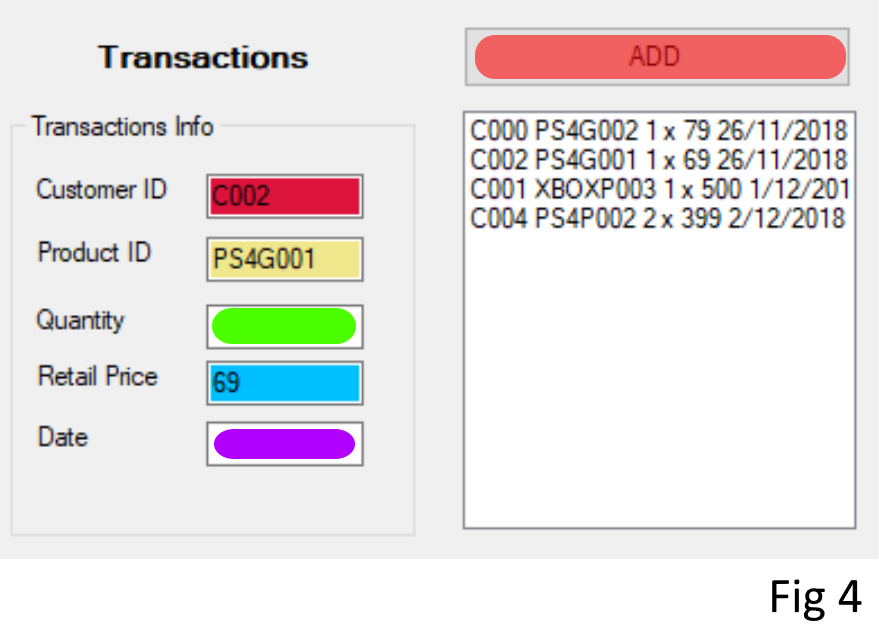 Transactions
ADD
Transactions Info
Customer ID
C002
Product ID
PS4G001
Quantity
Retail Price
69
Date
C000 PS4G002 1 x 79 26/11/2018
C002 PS4G001 1 x 69 26/11/2018
C001 XBOXP003 1 x 500 1/12/201
C004 PS4P002 2 x 399 2/12/2018
Fig 4